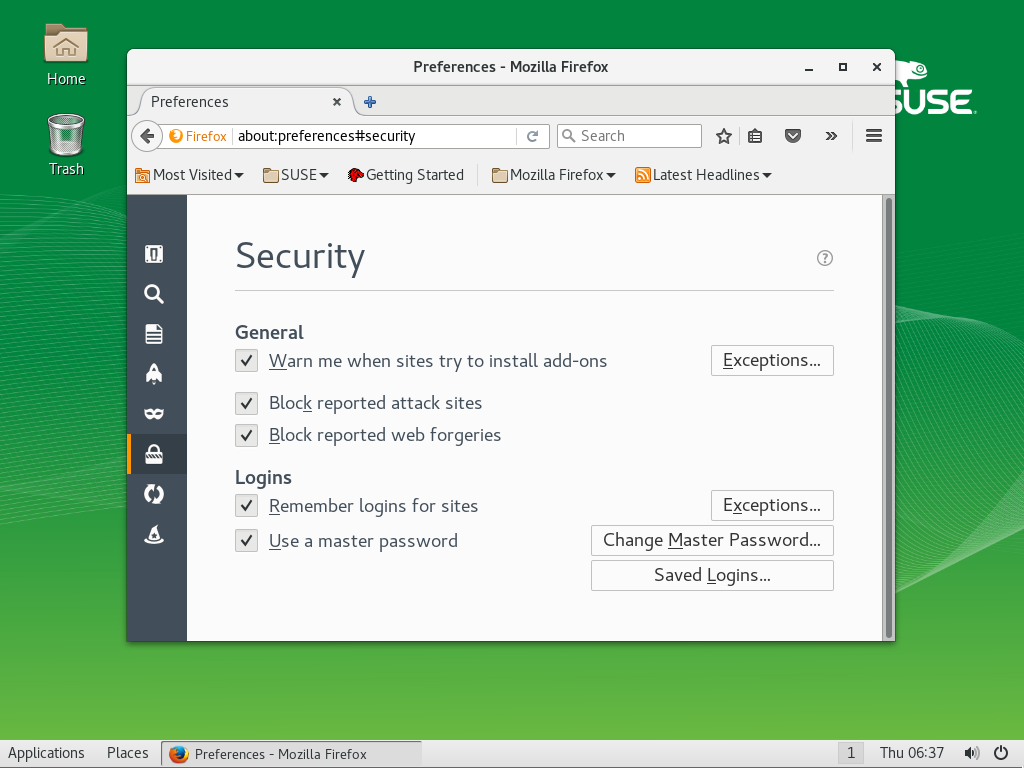 Home
Trash
SUSE
Preferences - Mozilla Firefox
Preferences
Firefox about:preferences#security Search
Most Visited SUSE Getting Started Mozilla Firefox Latest Headlines
Security
General
Warn me when sites try to install add-ons Exceptions...
Block reported attack sites
Block reported web forgeries
Logins
Remember logins for sites Exceptions...
Use a master password Change Master Password...
Saved Logins...
Applications Places Preferences - Mozilla Firefox 1 Thu 06:37